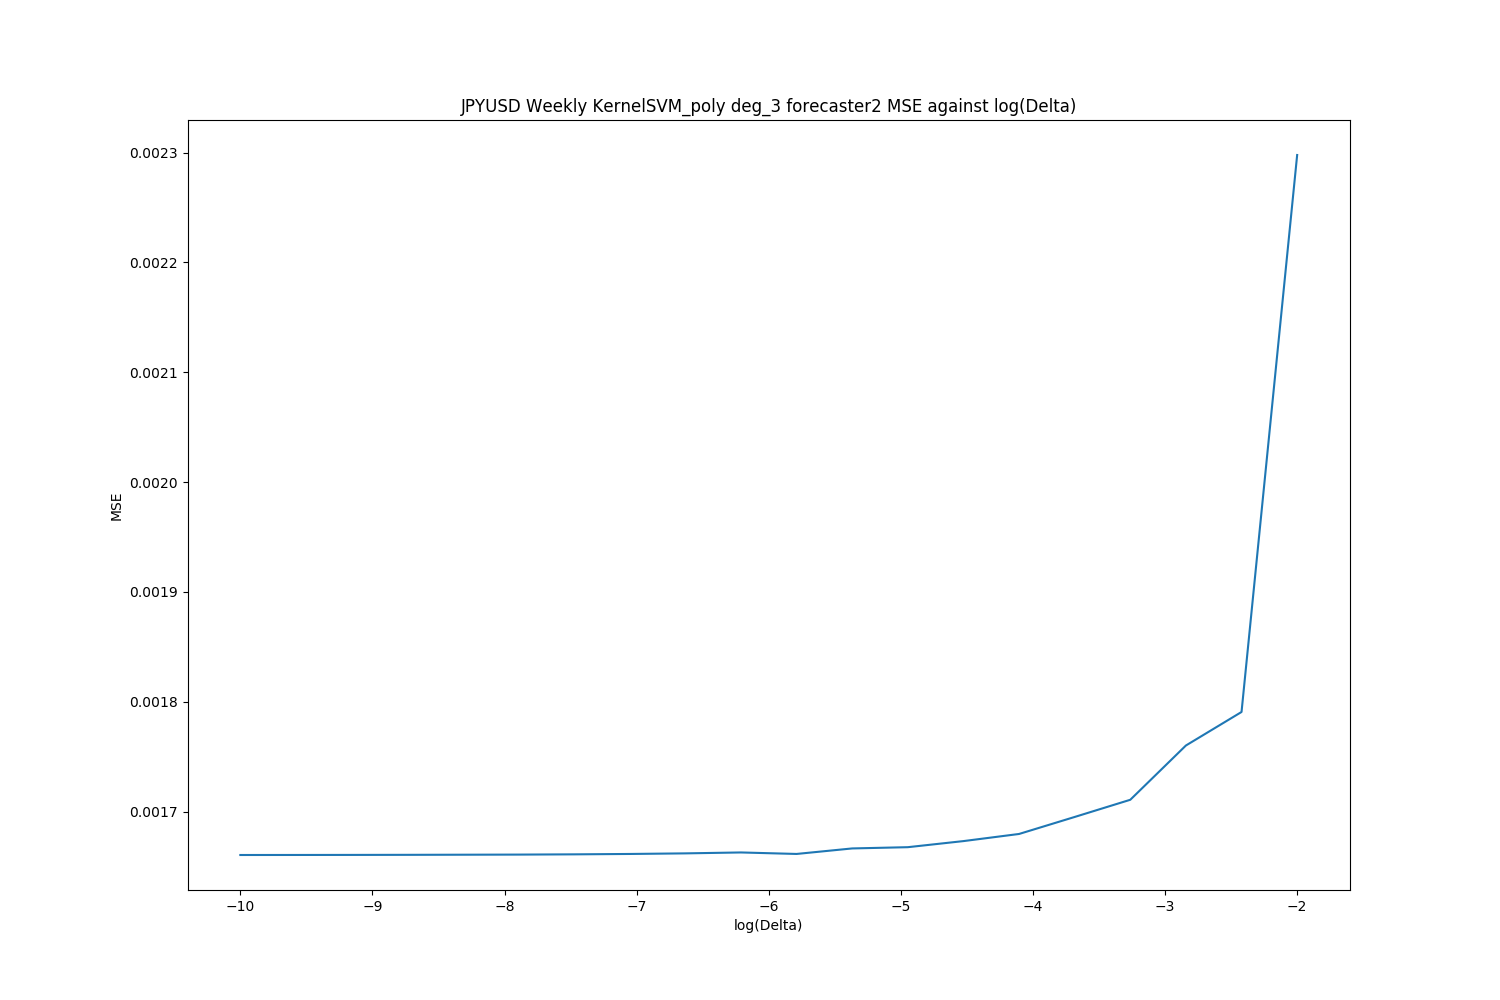 JPYUSD Weekly KernelSVM_poly deg_3 forecaster2 MSE against log(Delta)
0.0023
0.0022
0.0021
0.0020
0.0019
0.0018
0.0017
MSE
−10 −9 −8 −7 −6 −5 −4 −3 −2
log(Delta)